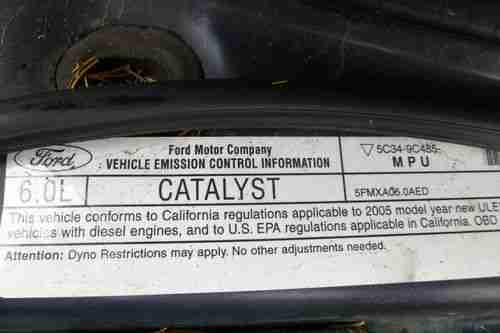 Ford
Ford Motor Company
: VEHICLE EMISSION CONTROL INFORMATION
▽ 5C34-9C485-
MPU
6.0L CATALYST 5FMXA06.0AED
This vehicle conforms to California regulations applicable to 2005 model year new ULE
vehicles with diesel engines, and to U.S. EPA regulations applicable in California. OBD
Attention: Dyno Restrictions may apply. No other adjustments needed.